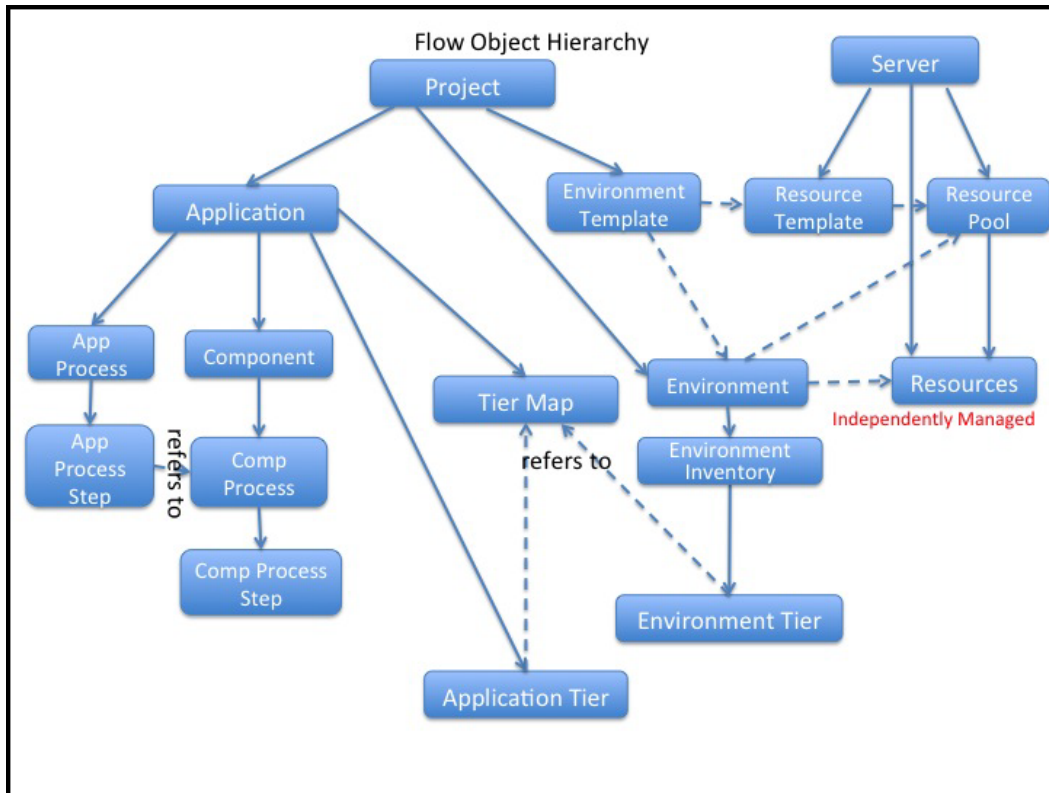 Flow Object Hierarchy
Project
Server
Environment
Template
Resource
Template
Resource
Pool
Application
App
Process
Component
Tier Map
Environment
Resources
Independently Managed
App
Process
Step
refers to
Comp
Process
refers to
Environment
Inventory
Comp Process
Step
Environment Tier
Application Tier